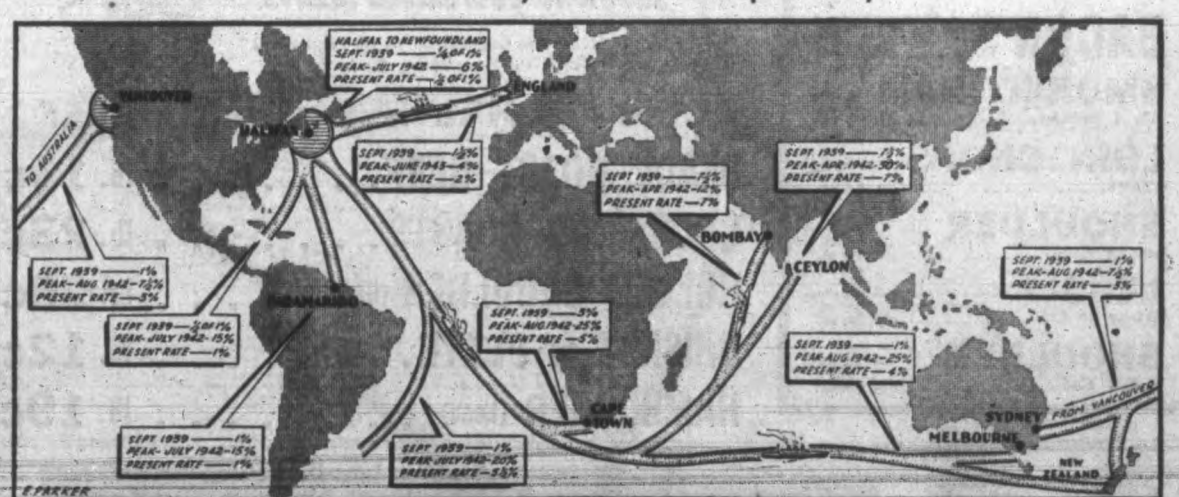 HALIFAX TO NEWFOUNDLAND
SEPT. 1939 — ¼ OF 1%
PEAK-JULY 1942 — 6%
PRESENT RATE — ½ OF 1%
VANCOUVER
ENGLAND
HALIFAX
TO AUSTRALIA
SEPT. 1939 — 1½%
PEAK-JUNE 1943 — 4%
PRESENT RATE — 2%
SEPT 1939 — 1½%
PEAK-APR. 1942 — 12%
PRESENT RATE — 7%
SEPT. 1939 — 1½%
PEAK-APR. 1942 — 30%
PRESENT RATE — 7%
BOMBAY
CEYLON
SEPT. 1939 — 1%
PEAK-AUG. 1942 — 7½%
PRESENT RATE — 3%
SEPT. 1939 — 1%
PEAK-AUG. 1942 — 7½%
PRESENT RATE — 3%
PARAMARIBO
SEPT 1939 — ½ OF 1%
PEAK-JULY 1942 — 15%
PRESENT RATE — 1%
SEPT. 1939 — 3%
PEAK-AUG. 1942 — 25%
PRESENT RATE — 5%
SEPT. 1939 — 1%
PEAK AUG. 1942 — 25%
PRESENT RATE — 4%
CAPE
TOWN
SYDNEY
FROM VANCOUVER
MELBOURNE
NEW
ZEALAND
SEPT. 1939 — 1%
PEAK-JULY 1942 — 15%
PRESENT RATE — 1%
SEPT. 1939 — 1%
PEAK-JULY 1942 — 20%
PRESENT RATE — 3½%
E. PARKER